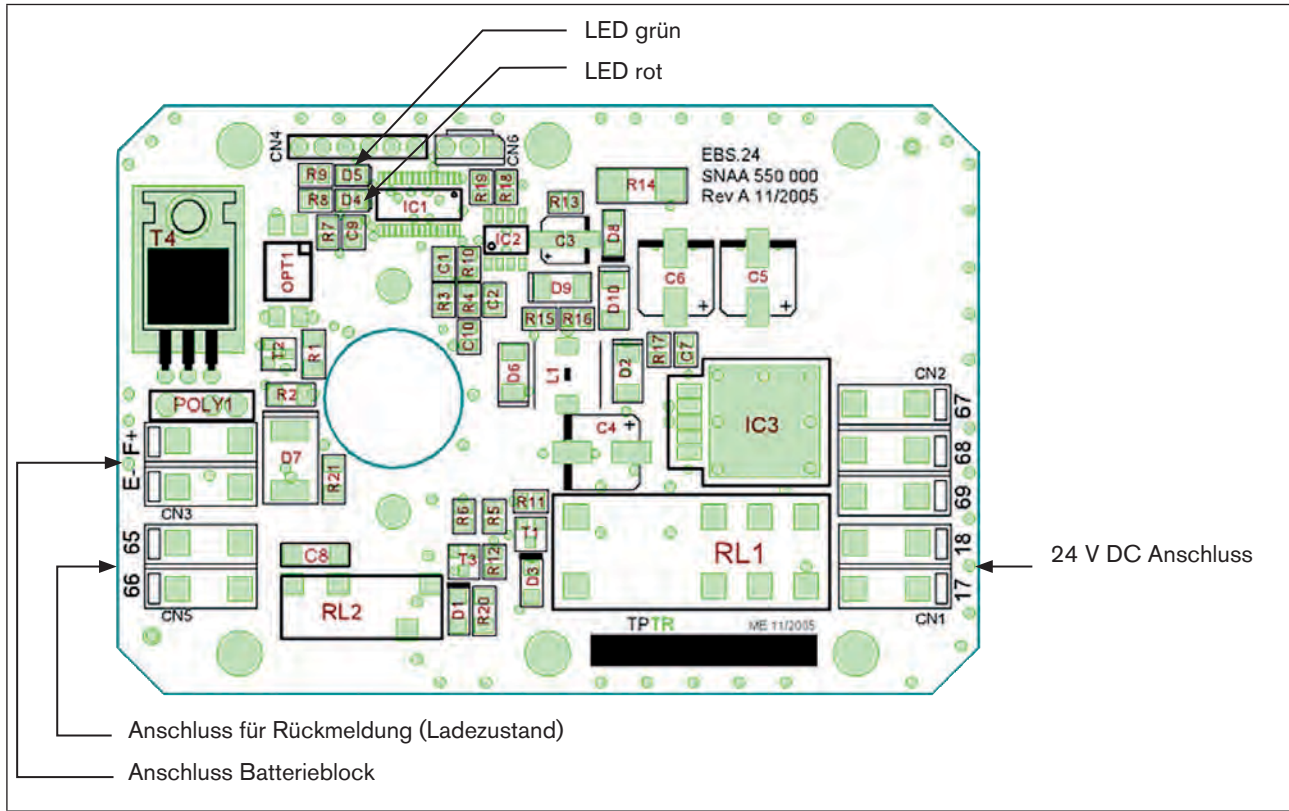 LED grün
LED rot
CN4
CN6
EBS.24
SNAA 550 000
Rev A 11/2005
R9
D5
R19
R18
R14
R8
D4
IC1
R13
T4
R7
C9
IC2
C3
D8
OPT1
C1
R10
C6
C5
D9
D10
R3
R4
C2
R15
R16
C10
T2
R1
D6
L1
D2
R17
C7
CN2
R2
POLY1
IC3
67
F+
C4
68
D7
E-
R21
69
CN3
R6
R5
R11
65
T1
RL1
18
24 V DC Anschluss
C8
T3
R12
D3
66
17
RL2
D1
R20
CN5
CN1
TPTR
ME 11/2005
Anschluss für Rückmeldung (Ladezustand)
Anschluss Batterieblock